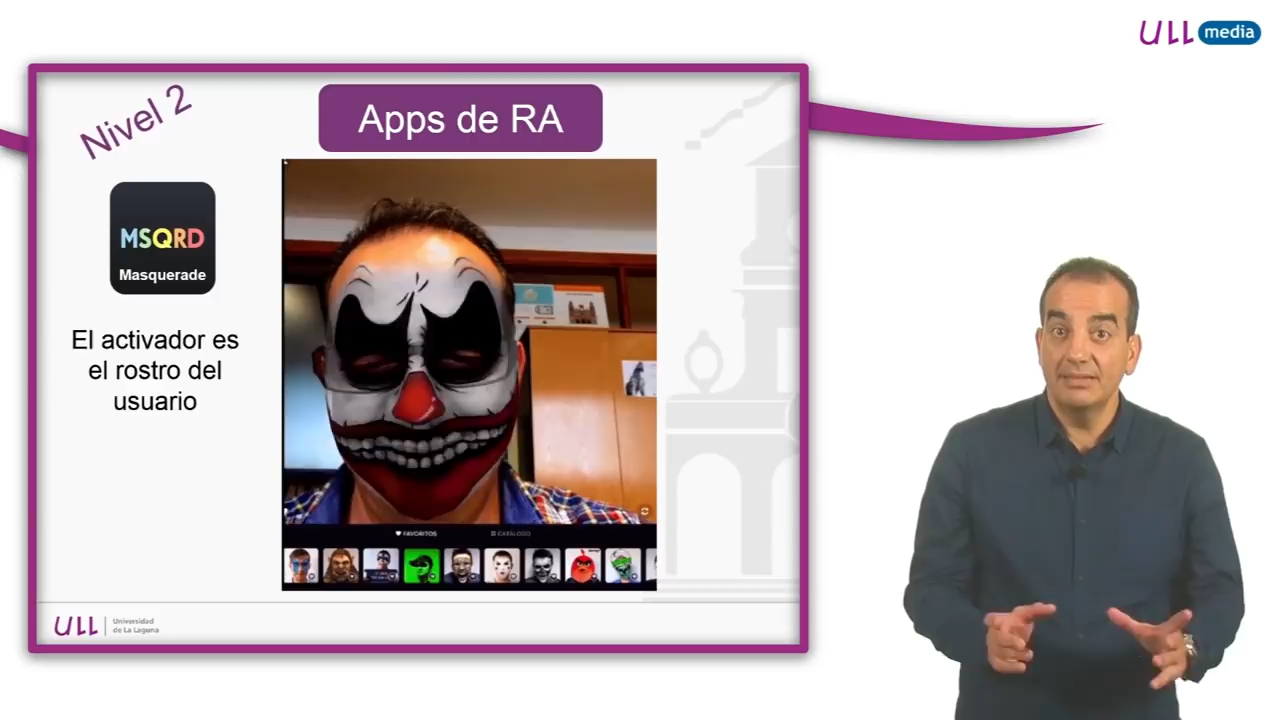 ULL media
Nivel 2
Apps de RA
MSQRD
Masquerade
El activador es
el rostro del
usuario
FAVORITOS
CATÁLOGO
ULL
Universidad
de La Laguna